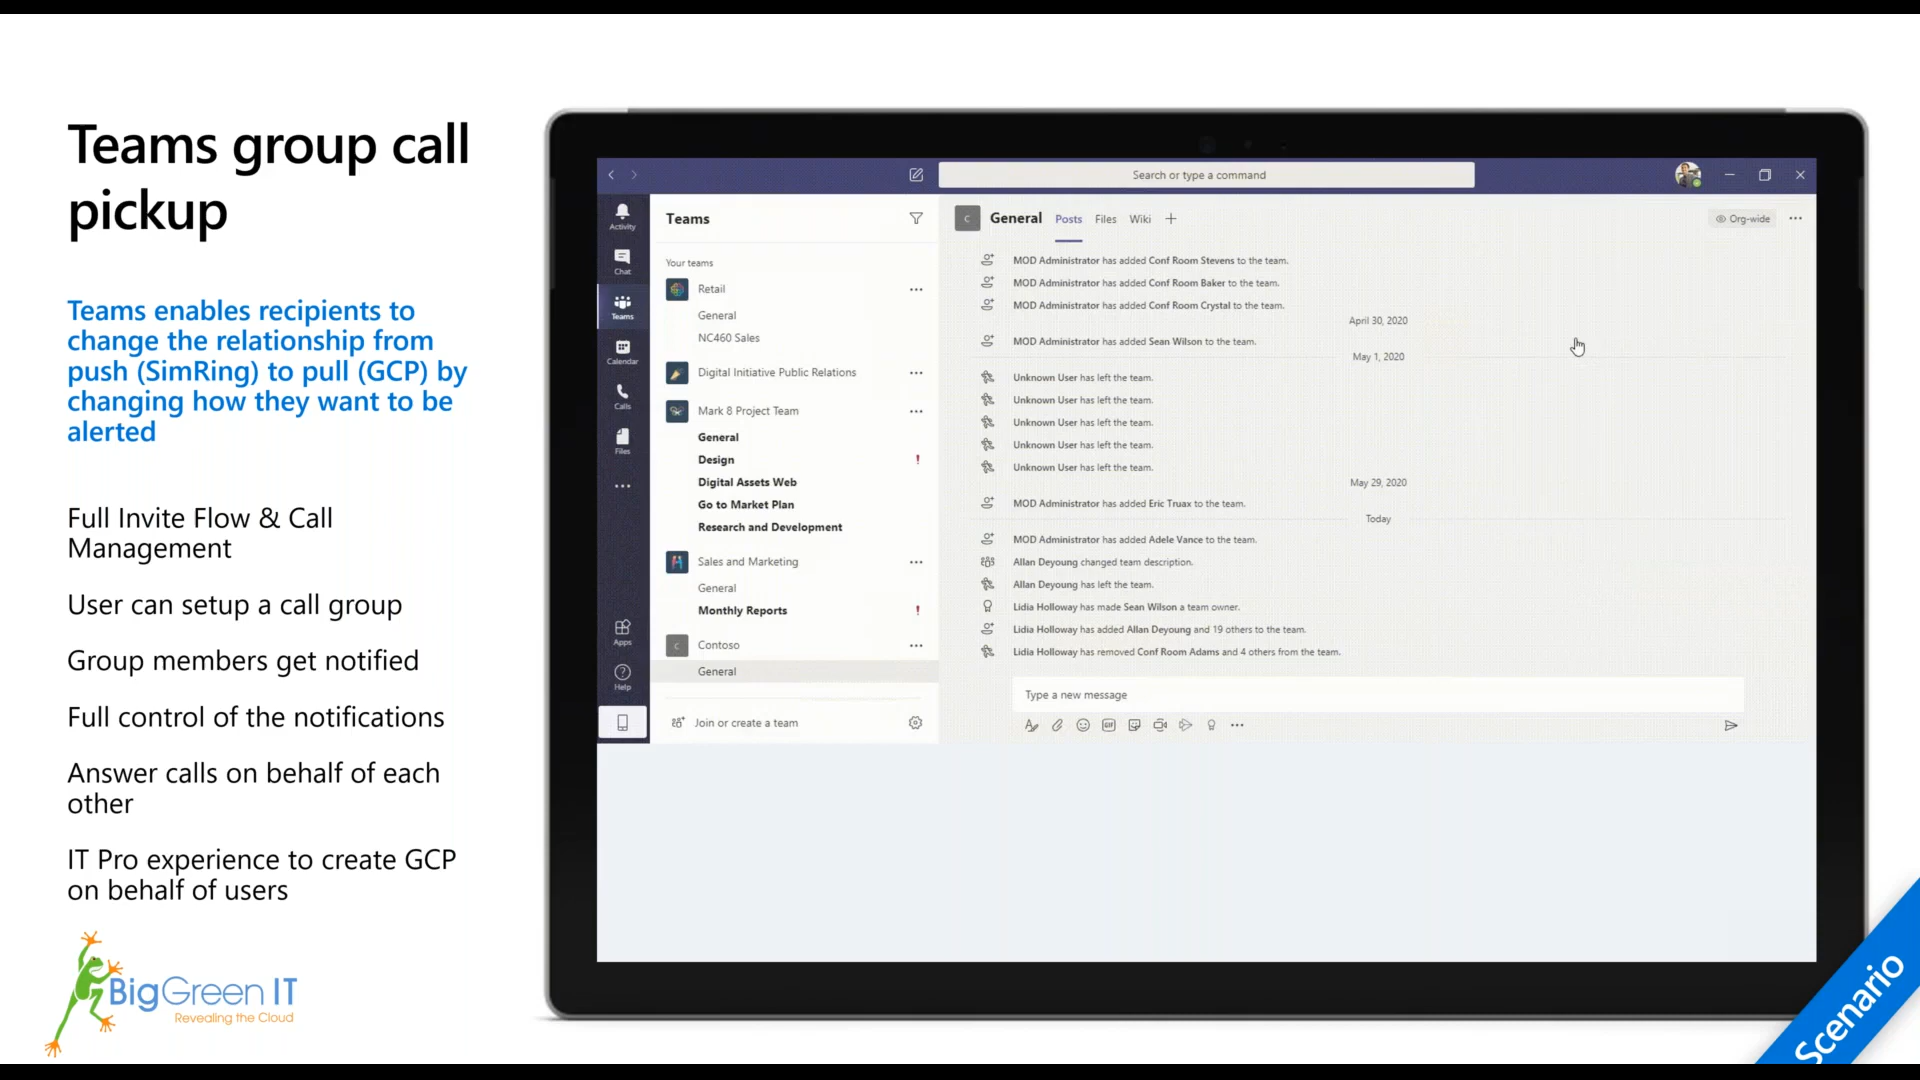 Teams group call
pickup
Teams enables recipients to
change the relationship from
push (SimRing) to pull (GCP) by
changing how they want to be
alerted
Full Invite Flow & Call
Management
User can setup a call group
Group members get notified
Full control of the notifications
Answer calls on behalf of each
other
IT Pro experience to create GCP
on behalf of users
BigGreen IT
Revealing the Cloud
Search or type a command
Activity
Chat
Teams
Calendar
Calls
Files
Apps
Help
Teams
Your teams
Retail
General
NC460 Sales
Digital Initiative Public Relations
Mark 8 Project Team
General
Design
Digital Assets Web
Go to Market Plan
Research and Development
Sales and Marketing
General
Monthly Reports
C Contoso
General
Join or create a team
C General Posts Files Wiki
Org-wide
MOD Administrator has added Conf Room Stevens to the team.
MOD Administrator has added Conf Room Baker to the team.
MOD Administrator has added Conf Room Crystal to the team.
April 30, 2020
MOD Administrator has added Sean Wilson to the team.
May 1, 2020
Unknown User has left the team.
Unknown User has left the team.
Unknown User has left the team.
Unknown User has left the team.
Unknown User has left the team.
May 29, 2020
MOD Administrator has added Eric Truax to the team.
Today
MOD Administrator has added Adele Vance to the team.
Allan Deyoung changed team description.
Allan Deyoung has left the team.
Lidia Holloway has made Sean Wilson a team owner.
Lidia Holloway has added Allan Deyoung and 19 others to the team.
Lidia Holloway has removed Conf Room Adams and 4 others from the team.
Type a new message
GIF
Scenario